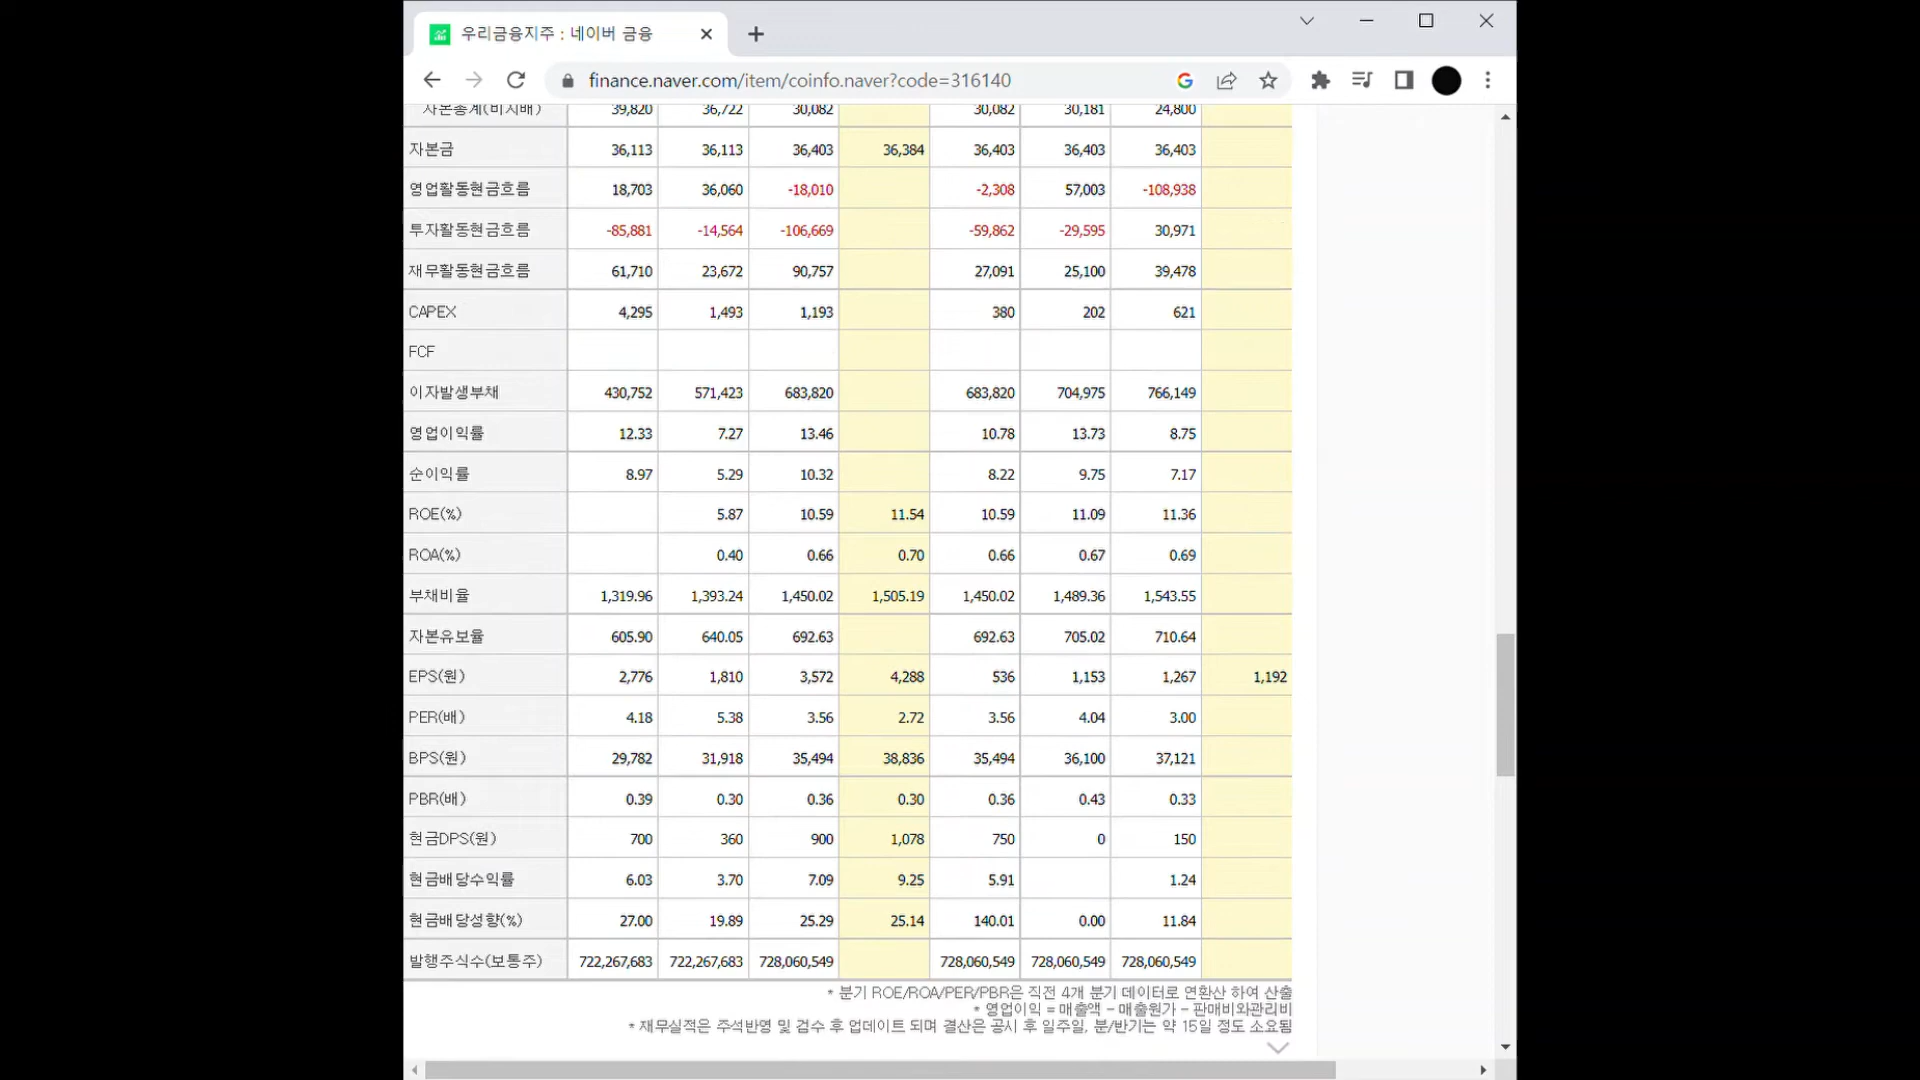 우리금융지주 : 네이버 금융
finance.naver.com/item/coinfo.naver?code=316140
자본총계(비지배) 39,820 36,722 30,082 30,082 30,181 24,800
자본금 36,113 36,113 36,403 36,384 36,403 36,403 36,403
영업활동현금흐름 18,703 36,060 -18,010 -2,308 57,003 -108,938
투자활동현금흐름 -85,881 -14,564 -106,669 -59,862 -29,595 30,971
재무활동현금흐름 61,710 23,672 90,757 27,091 25,100 39,478
CAPEX 4,295 1,493 1,193 380 202 621
FCF
이자발생부채 430,752 571,423 683,820 683,820 704,975 766,149
영업이익률 12.33 7.27 13.46 10.78 13.73 8.75
순이익률 8.97 5.29 10.32 8.22 9.75 7.17
ROE(%) 5.87 10.59 11.54 10.59 11.09 11.36
ROA(%) 0.40 0.66 0.70 0.66 0.67 0.69
부채비율 1,319.96 1,393.24 1,450.02 1,505.19 1,450.02 1,489.36 1,543.55
자본유보율 605.90 640.05 692.63 692.63 705.02 710.64
EPS(원) 2,776 1,810 3,572 4,288 536 1,153 1,267 1,192
PER(배) 4.18 5.38 3.56 2.72 3.56 4.04 3.00
BPS(원) 29,782 31,918 35,494 38,836 35,494 36,100 37,121
PBR(배) 0.39 0.30 0.36 0.30 0.36 0.43 0.33
현금DPS(원) 700 360 900 1,078 750 0 150
현금배당수익률 6.03 3.70 7.09 9.25 5.91 1.24
현금배당성향(%) 27.00 19.89 25.29 25.14 140.01 0.00 11.84
발행주식수(보통주) 722,267,683 722,267,683 728,060,549 728,060,549 728,060,549 728,060,549
* 분기 ROE/ROA/PER/PBR은 직전 4개 분기 데이터로 연환산 하여 산출
* 영업이익 = 매출액 - 매출원가 - 판매비와관리비
* 재무실적은 주석반영 및 검수 후 업데이트 되며 결산은 공시 후 일주일, 분/반기는 약 15일 정도 소요됨